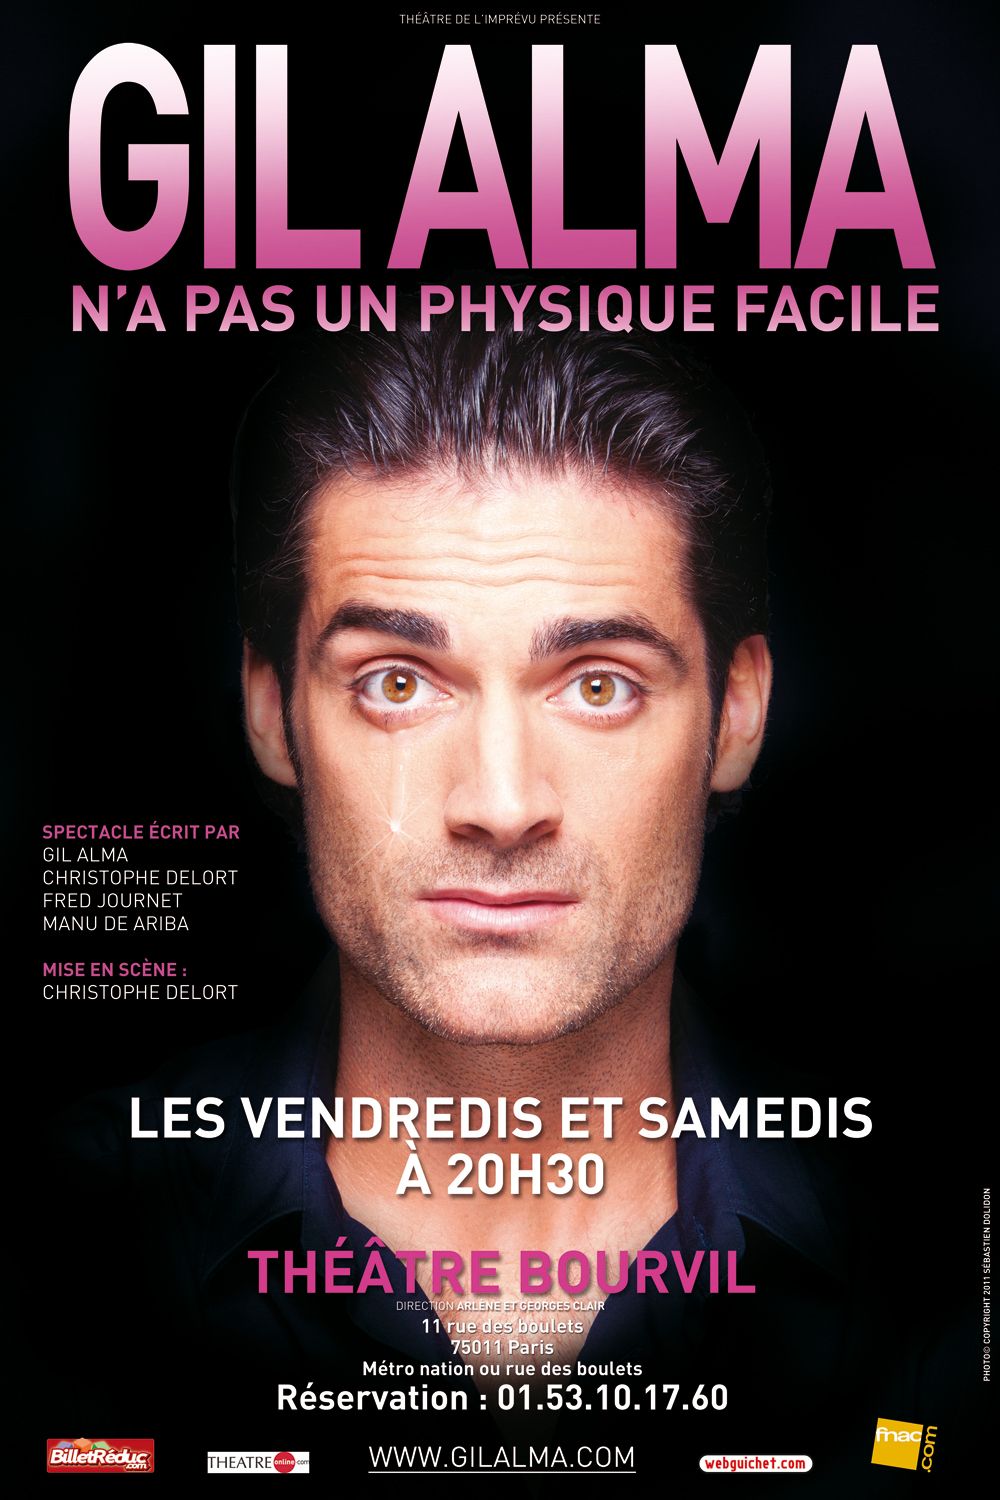 THÉÂTRE DE L'IMPRÉVU PRÉSENTE
GIL ALMA
N'A PAS UN PHYSIQUE FACILE
SPECTACLE ÉCRIT PAR
GIL ALMA
CHRISTOPHE DELORT
FRED JOURNET
MANU DE ARIBA
MISE EN SCÈNE :
CHRISTOPHE DELORT
LES VENDREDIS ET SAMEDIS
À 20H30
THÉÂTRE BOURVIL
DIRECTION ARLÈNE ET GEORGES CLAIR
11 rue des boulets
75011 Paris
Métro nation ou rue des boulets
Réservation : 01.53.10.17.60
PHOTO© COPYRIGHT 2011 SÉBASTIEN DOLIDON
BilletRéduc.com
THEATREonline.com
WWW.GILALMA.COM
webguichet.com
fnac.com